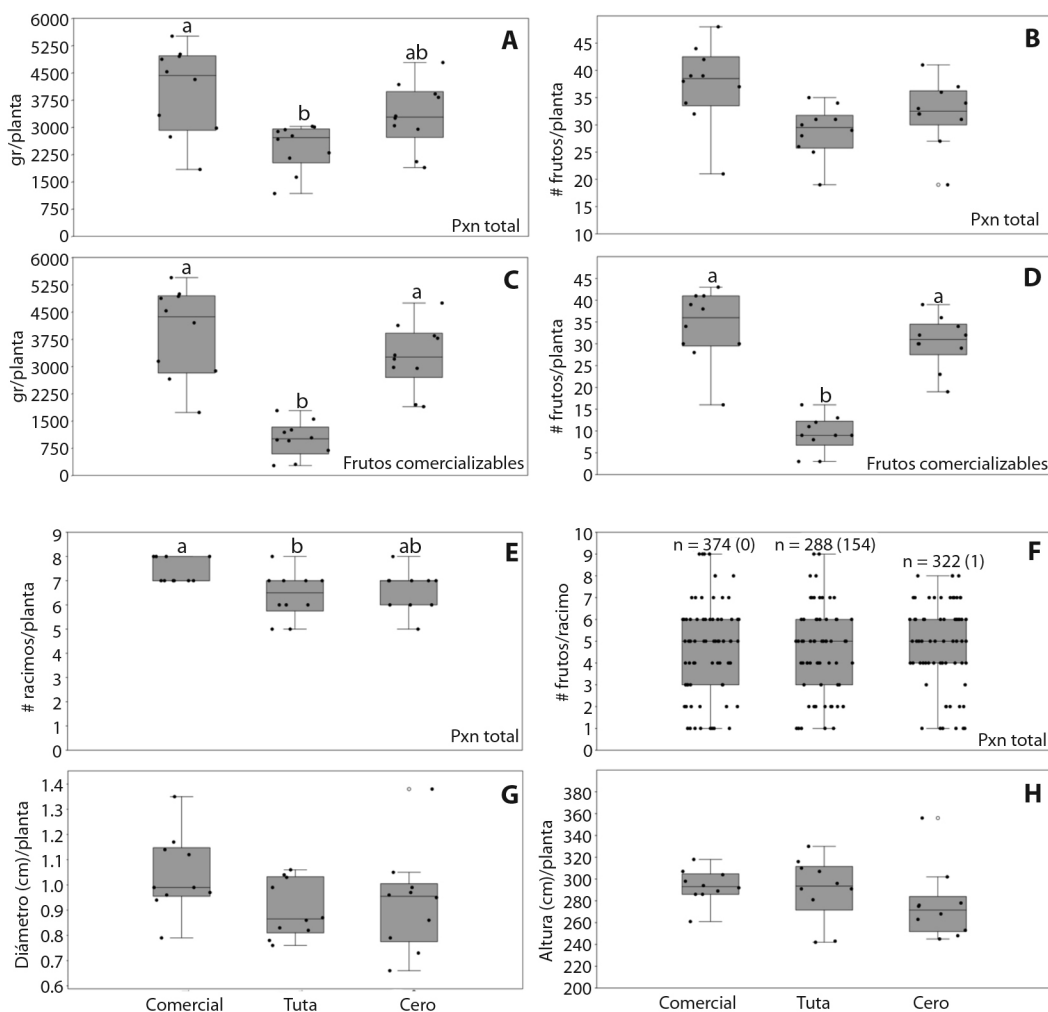 A
gr/planta
6000
5250
4500
3750
3000
2250
1500
750
0
a
b
ab
Pxn total
B
# frutos/planta
45
40
35
30
25
20
15
10
Pxn total
C
gr/planta
6000
5250
4500
3750
3000
2250
1500
750
0
a
b
a
Frutos comercializables
D
# frutos/planta
45
40
35
30
25
20
15
10
5
0
a
b
a
Frutos comercializables
E
# racimos/planta
9
8
7
6
5
4
3
2
1
0
a
b
ab
Pxn total
F
# frutos/racimo
10
9
8
7
6
5
4
3
2
1
0
n = 374 (0)
n = 288 (154)
n = 322 (1)
Pxn total
G
Diámetro (cm)/planta
1.4
1.3
1.2
1.1
1.0
0.9
0.8
0.7
0.6
Comercial
Tuta
Cero
H
Altura (cm)/planta
380
360
340
320
300
280
260
240
220
200
Comercial
Tuta
Cero